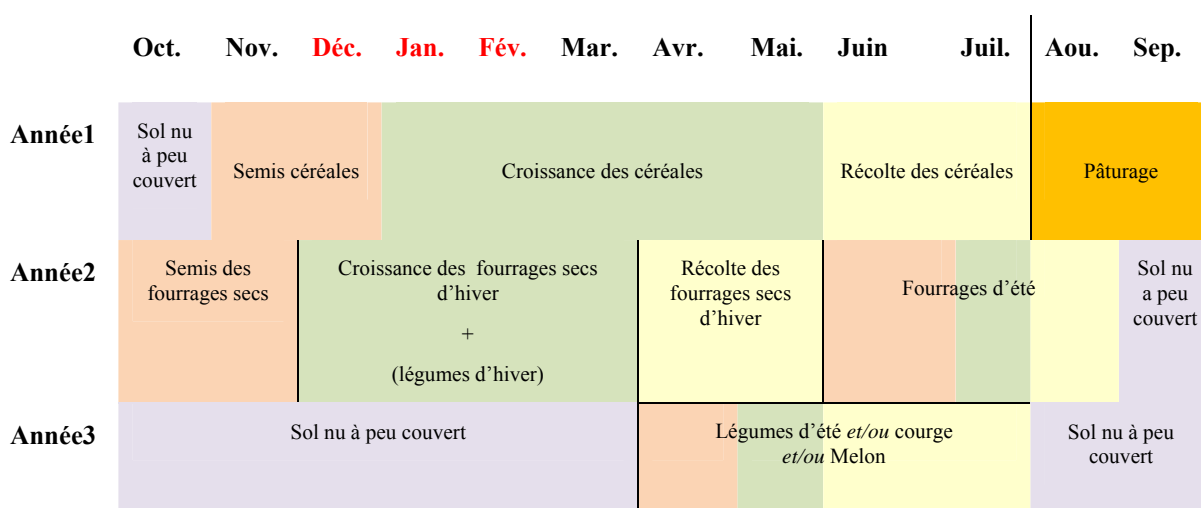 Oct. Nov. Déc. Jan. Fév. Mar. Avr. Mai. Juin Juil. Aou. Sep.
Année1
Sol nu
à peu
couvert
Semis céréales
Croissance des céréales
Récolte des céréales
Pâturage
Année2
Semis des
fourrages secs
Croissance des fourrages secs
d’hiver
+
(légumes d’hiver)
Récolte des
fourrages secs
d’hiver
Fourrages d’été
Sol nu
a peu
couvert
Année3
Sol nu à peu couvert
Légumes d’été et/ou courge
et/ou Melon
Sol nu à peu
couvert